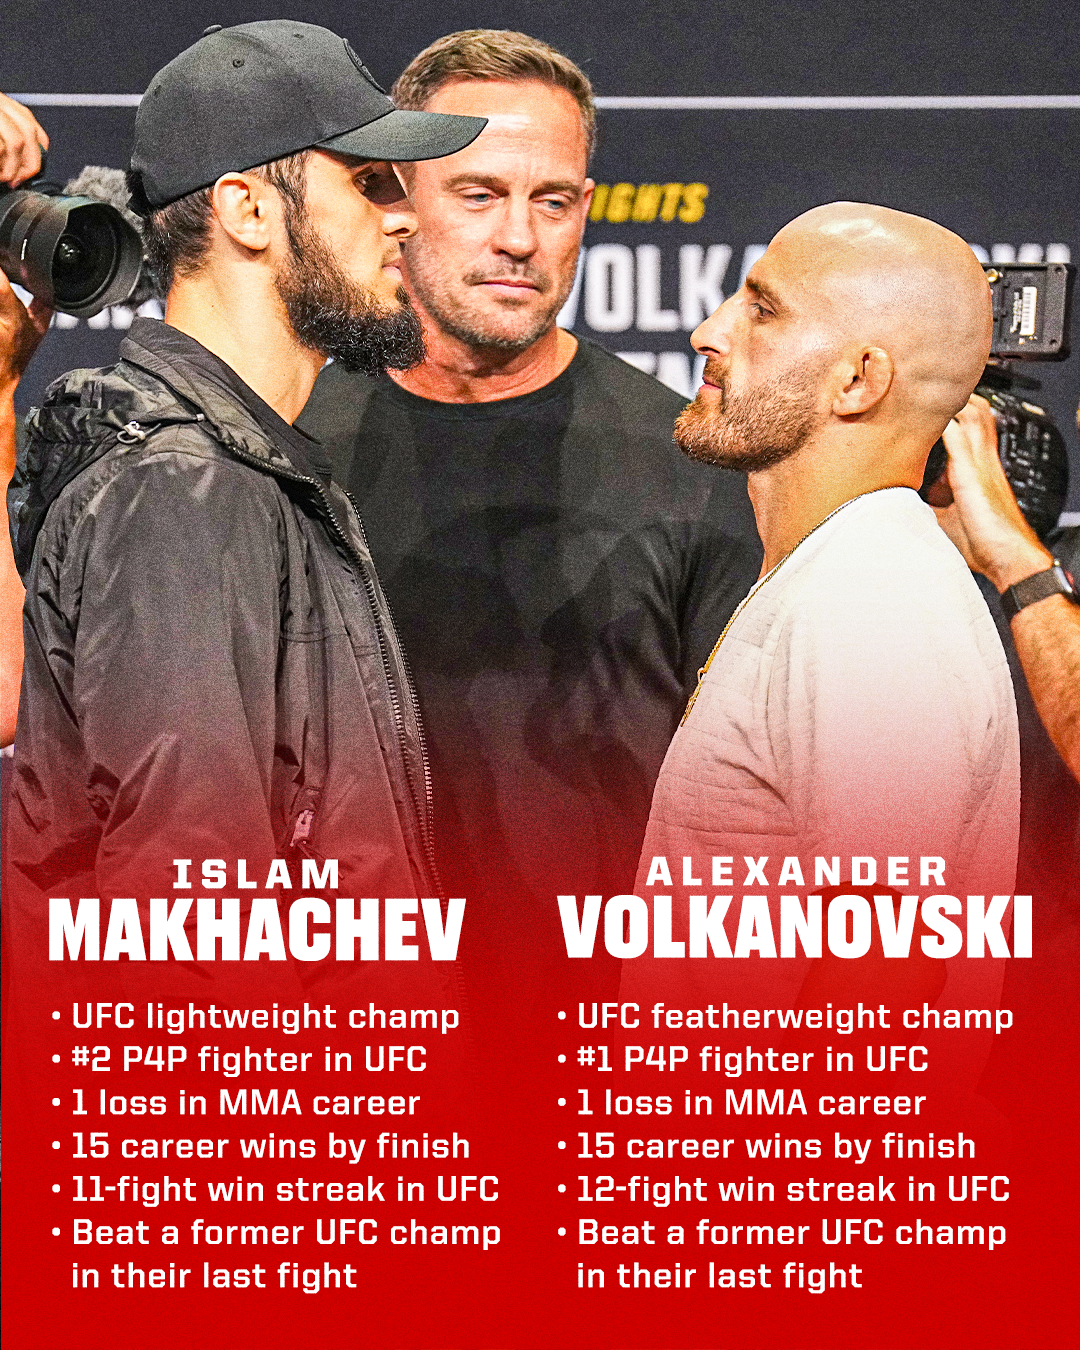 ISLAM
MAKHACHEV
• UFC lightweight champ
• #2 P4P fighter in UFC
• 1 loss in MMA career
• 15 career wins by finish
• 11-fight win streak in UFC
• Beat a former UFC champ
in their last fight
ALEXANDER
VOLKANOVSKI
• UFC featherweight champ
• #1 P4P fighter in UFC
• 1 loss in MMA career
• 15 career wins by finish
• 12-fight win streak in UFC
• Beat a former UFC champ
in their last fight